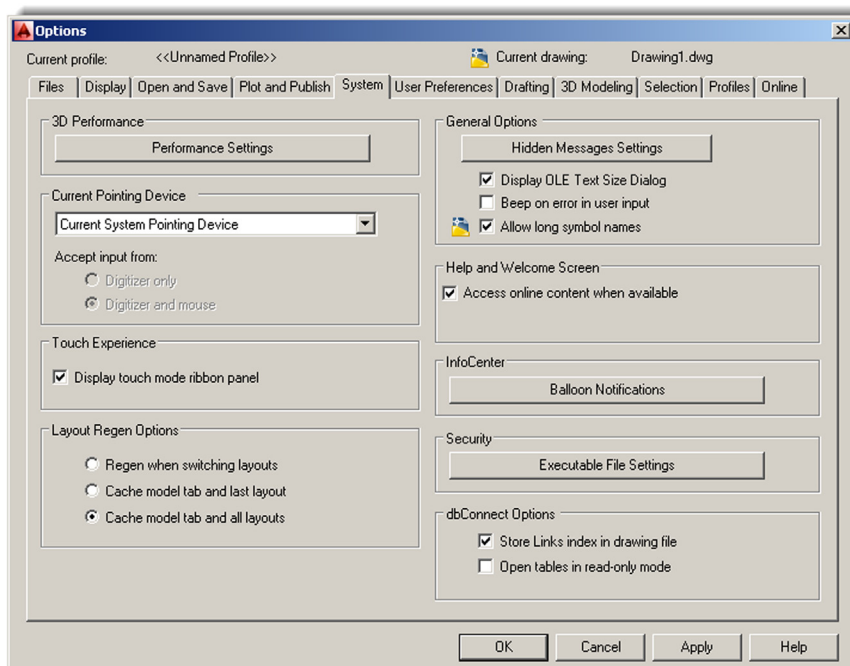 Options
Current profile: <<Unnamed Profile>> Current drawing: Drawing1.dwg
Files Display Open and Save Plot and Publish System User Preferences Drafting 3D Modeling Selection Profiles Online
3D Performance
Performance Settings
Current Pointing Device
Current System Pointing Device
Accept input from:
Digitizer only
Digitizer and mouse
Touch Experience
Display touch mode ribbon panel
Layout Regen Options
Regen when switching layouts
Cache model tab and last layout
Cache model tab and all layouts
General Options
Hidden Messages Settings
Display OLE Text Size Dialog
Beep on error in user input
Allow long symbol names
Help and Welcome Screen
Access online content when available
InfoCenter
Balloon Notifications
Security
Executable File Settings
dbConnect Options
Store Links index in drawing file
Open tables in read-only mode
OK Cancel Apply Help